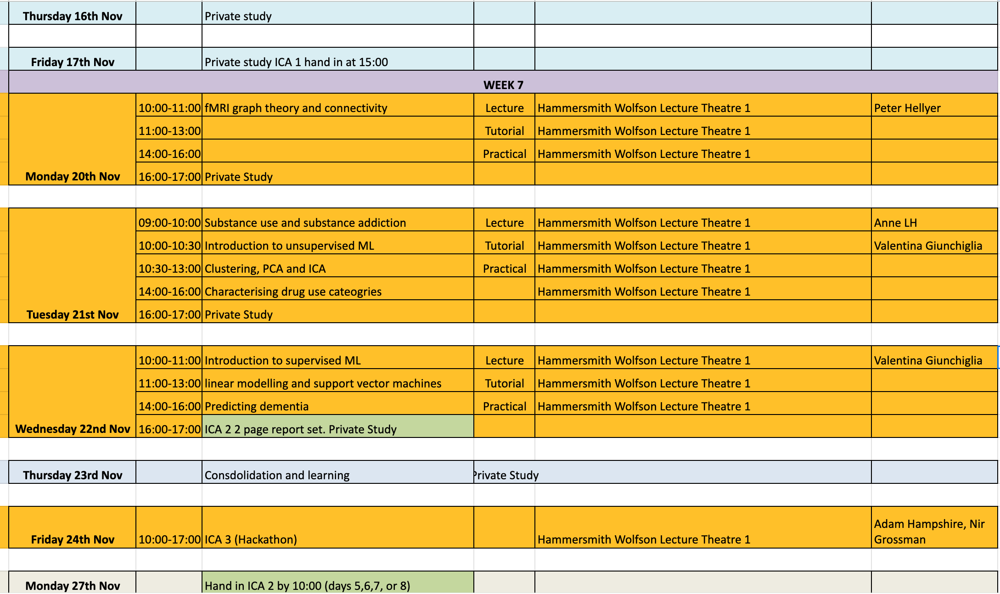 Thursday 16th Nov Private study
Friday 17th Nov Private study ICA 1 hand in at 15:00
WEEK 7
10:00-11:00 fMRI graph theory and connectivity Lecture Hammersmith Wolfson Lecture Theatre 1 Peter Hellyer
11:00-13:00 Tutorial Hammersmith Wolfson Lecture Theatre 1
14:00-16:00 Practical Hammersmith Wolfson Lecture Theatre 1
Monday 20th Nov 16:00-17:00 Private Study
09:00-10:00 Substance use and substance addiction Lecture Hammersmith Wolfson Lecture Theatre 1 Anne LH
10:00-10:30 Introduction to unsupervised ML Tutorial Hammersmith Wolfson Lecture Theatre 1 Valentina Giunchiglia
10:30-13:00 Clustering, PCA and ICA Practical Hammersmith Wolfson Lecture Theatre 1
14:00-16:00 Characterising drug use cateogries Hammersmith Wolfson Lecture Theatre 1
Tuesday 21st Nov 16:00-17:00 Private Study
10:00-11:00 Introduction to supervised ML Lecture Hammersmith Wolfson Lecture Theatre 1 Valentina Giunchiglia
11:00-13:00 linear modelling and support vector machines Tutorial Hammersmith Wolfson Lecture Theatre 1
14:00-16:00 Predicting dementia Practical Hammersmith Wolfson Lecture Theatre 1
Wednesday 22nd Nov 16:00-17:00 ICA 2 2 page report set. Private Study
Thursday 23rd Nov Consdolidation and learning Private Study
Friday 24th Nov 10:00-17:00 ICA 3 (Hackathon) Hammersmith Wolfson Lecture Theatre 1 Adam Hampshire, Nir
Grossman
Monday 27th Nov Hand in ICA 2 by 10:00 (days 5,6,7, or 8)